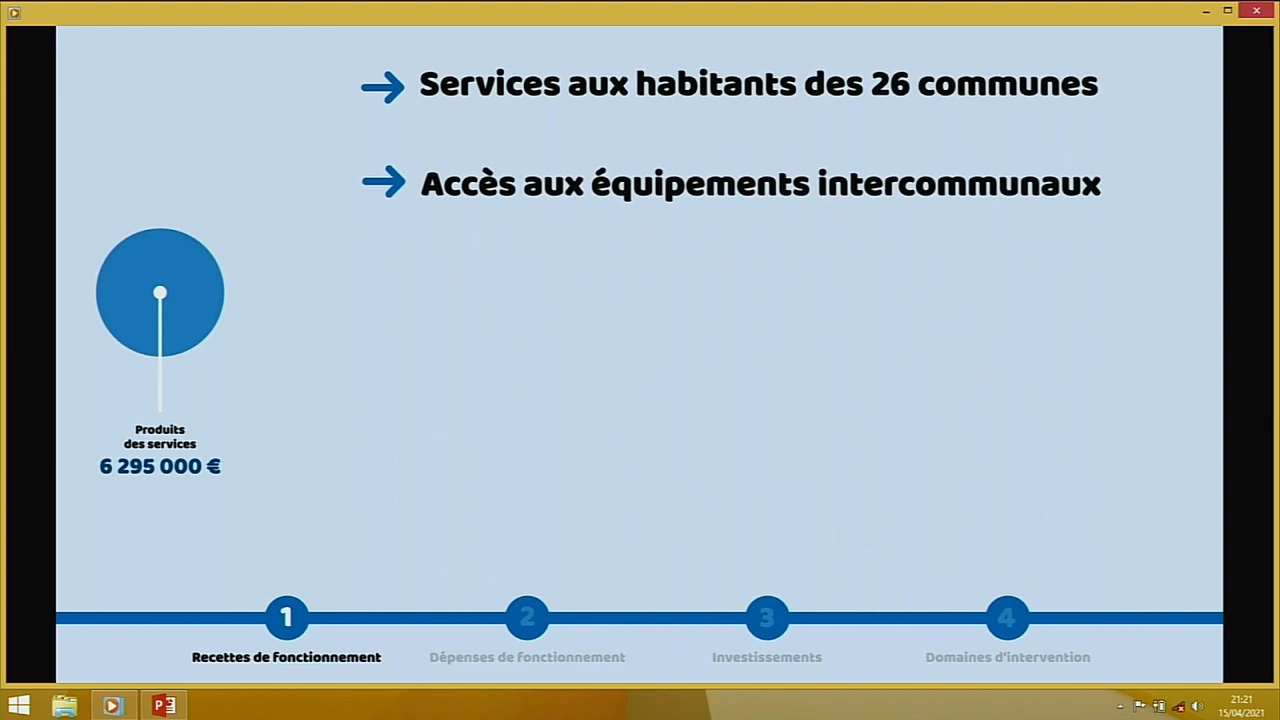 Services aux habitants des 26 communes
Accès aux équipements intercommunaux
Produits
des services
6 295 000 €
1
2
3
4
Recettes de fonctionnement
Dépenses de fonctionnement
Investissements
Domaines d'intervention
21:21
15/04/2021